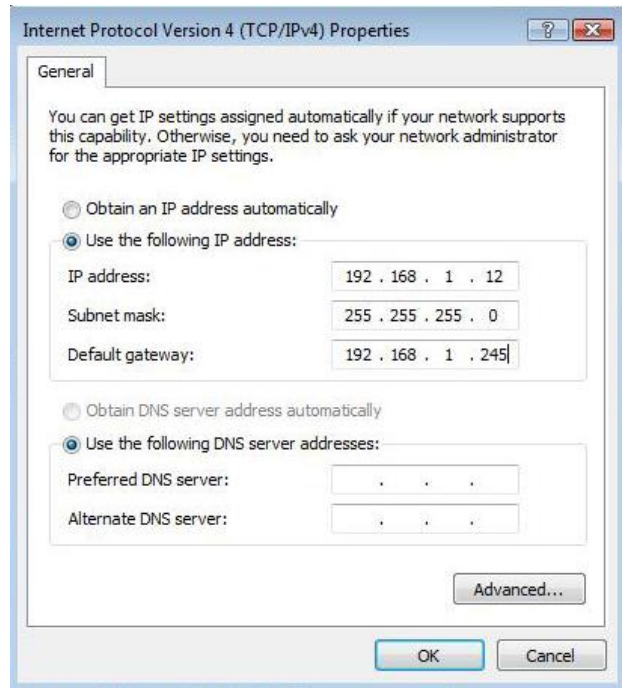 Internet Protocol Version 4 (TCP/IPv4) Properties
General
You can get IP settings assigned automatically if your network supports
this capability. Otherwise, you need to ask your network administrator
for the appropriate IP settings.
Obtain an IP address automatically
Use the following IP address:
IP address: 192 . 168 . 1 . 12
Subnet mask: 255 . 255 . 255 . 0
Default gateway: 192 . 168 . 1 . 245
Obtain DNS server address automatically
Use the following DNS server addresses:
Preferred DNS server: . . .
Alternate DNS server: . . .
Advanced...
OK Cancel